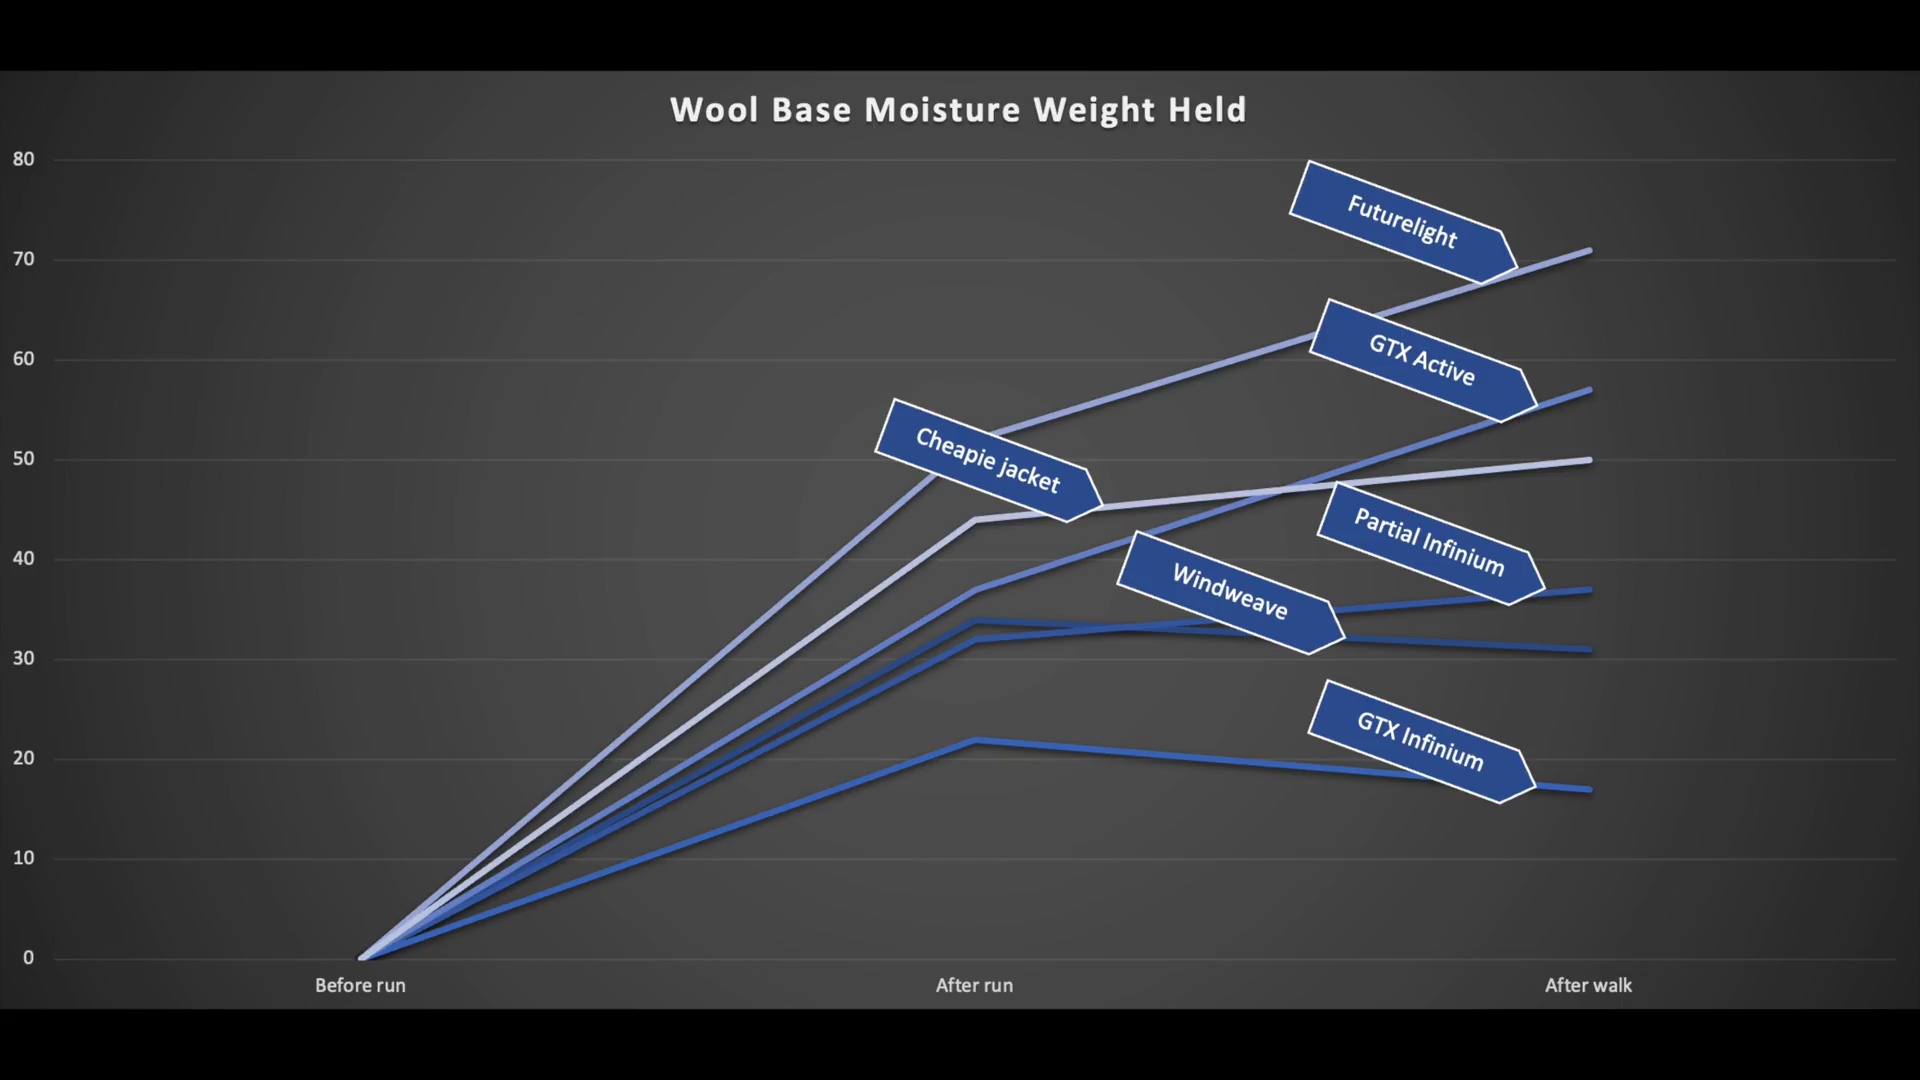 Wool Base Moisture Weight Held
80
70
60
50
40
30
20
10
0
Futurelight
GTX Active
Cheapie jacket
Partial Infinium
Windweave
GTX Infinium
Before run
After run
After walk